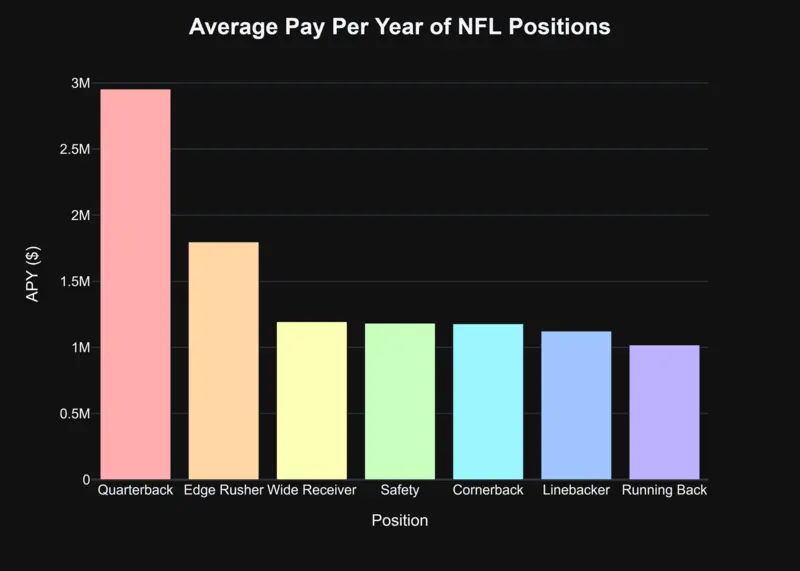 Average Pay Per Year of NFL Positions
3M
2.5M
2M
1.5M
1M
0.5M
0
APY ($)
Quarterback Edge Rusher Wide Receiver Safety Cornerback Linebacker Running Back
Position